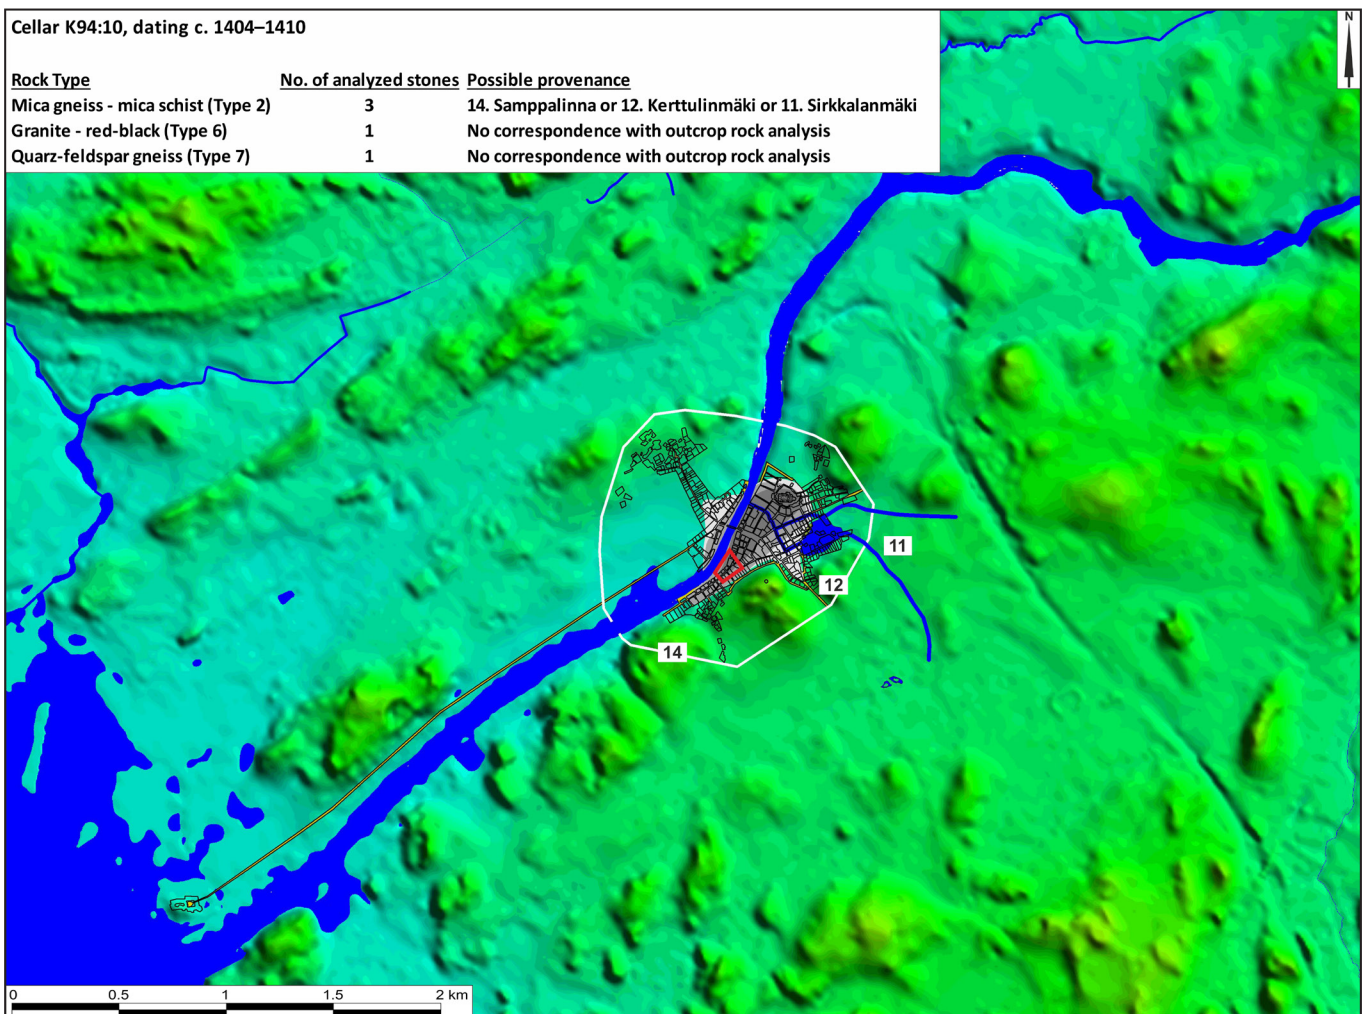 Cellar K94:10, dating c. 1404–1410
Rock Type No. of analyzed stones Possible provenance
Mica gneiss - mica schist (Type 2) 3 14. Samppalinna or 12. Kerttulinmäki or 11. Sirkkalanmäki
Granite - red-black (Type 6) 1 No correspondence with outcrop rock analysis
Quarz-feldspar gneiss (Type 7) 1 No correspondence with outcrop rock analysis
N
11
12
14
0 0.5 1 1.5 2 km